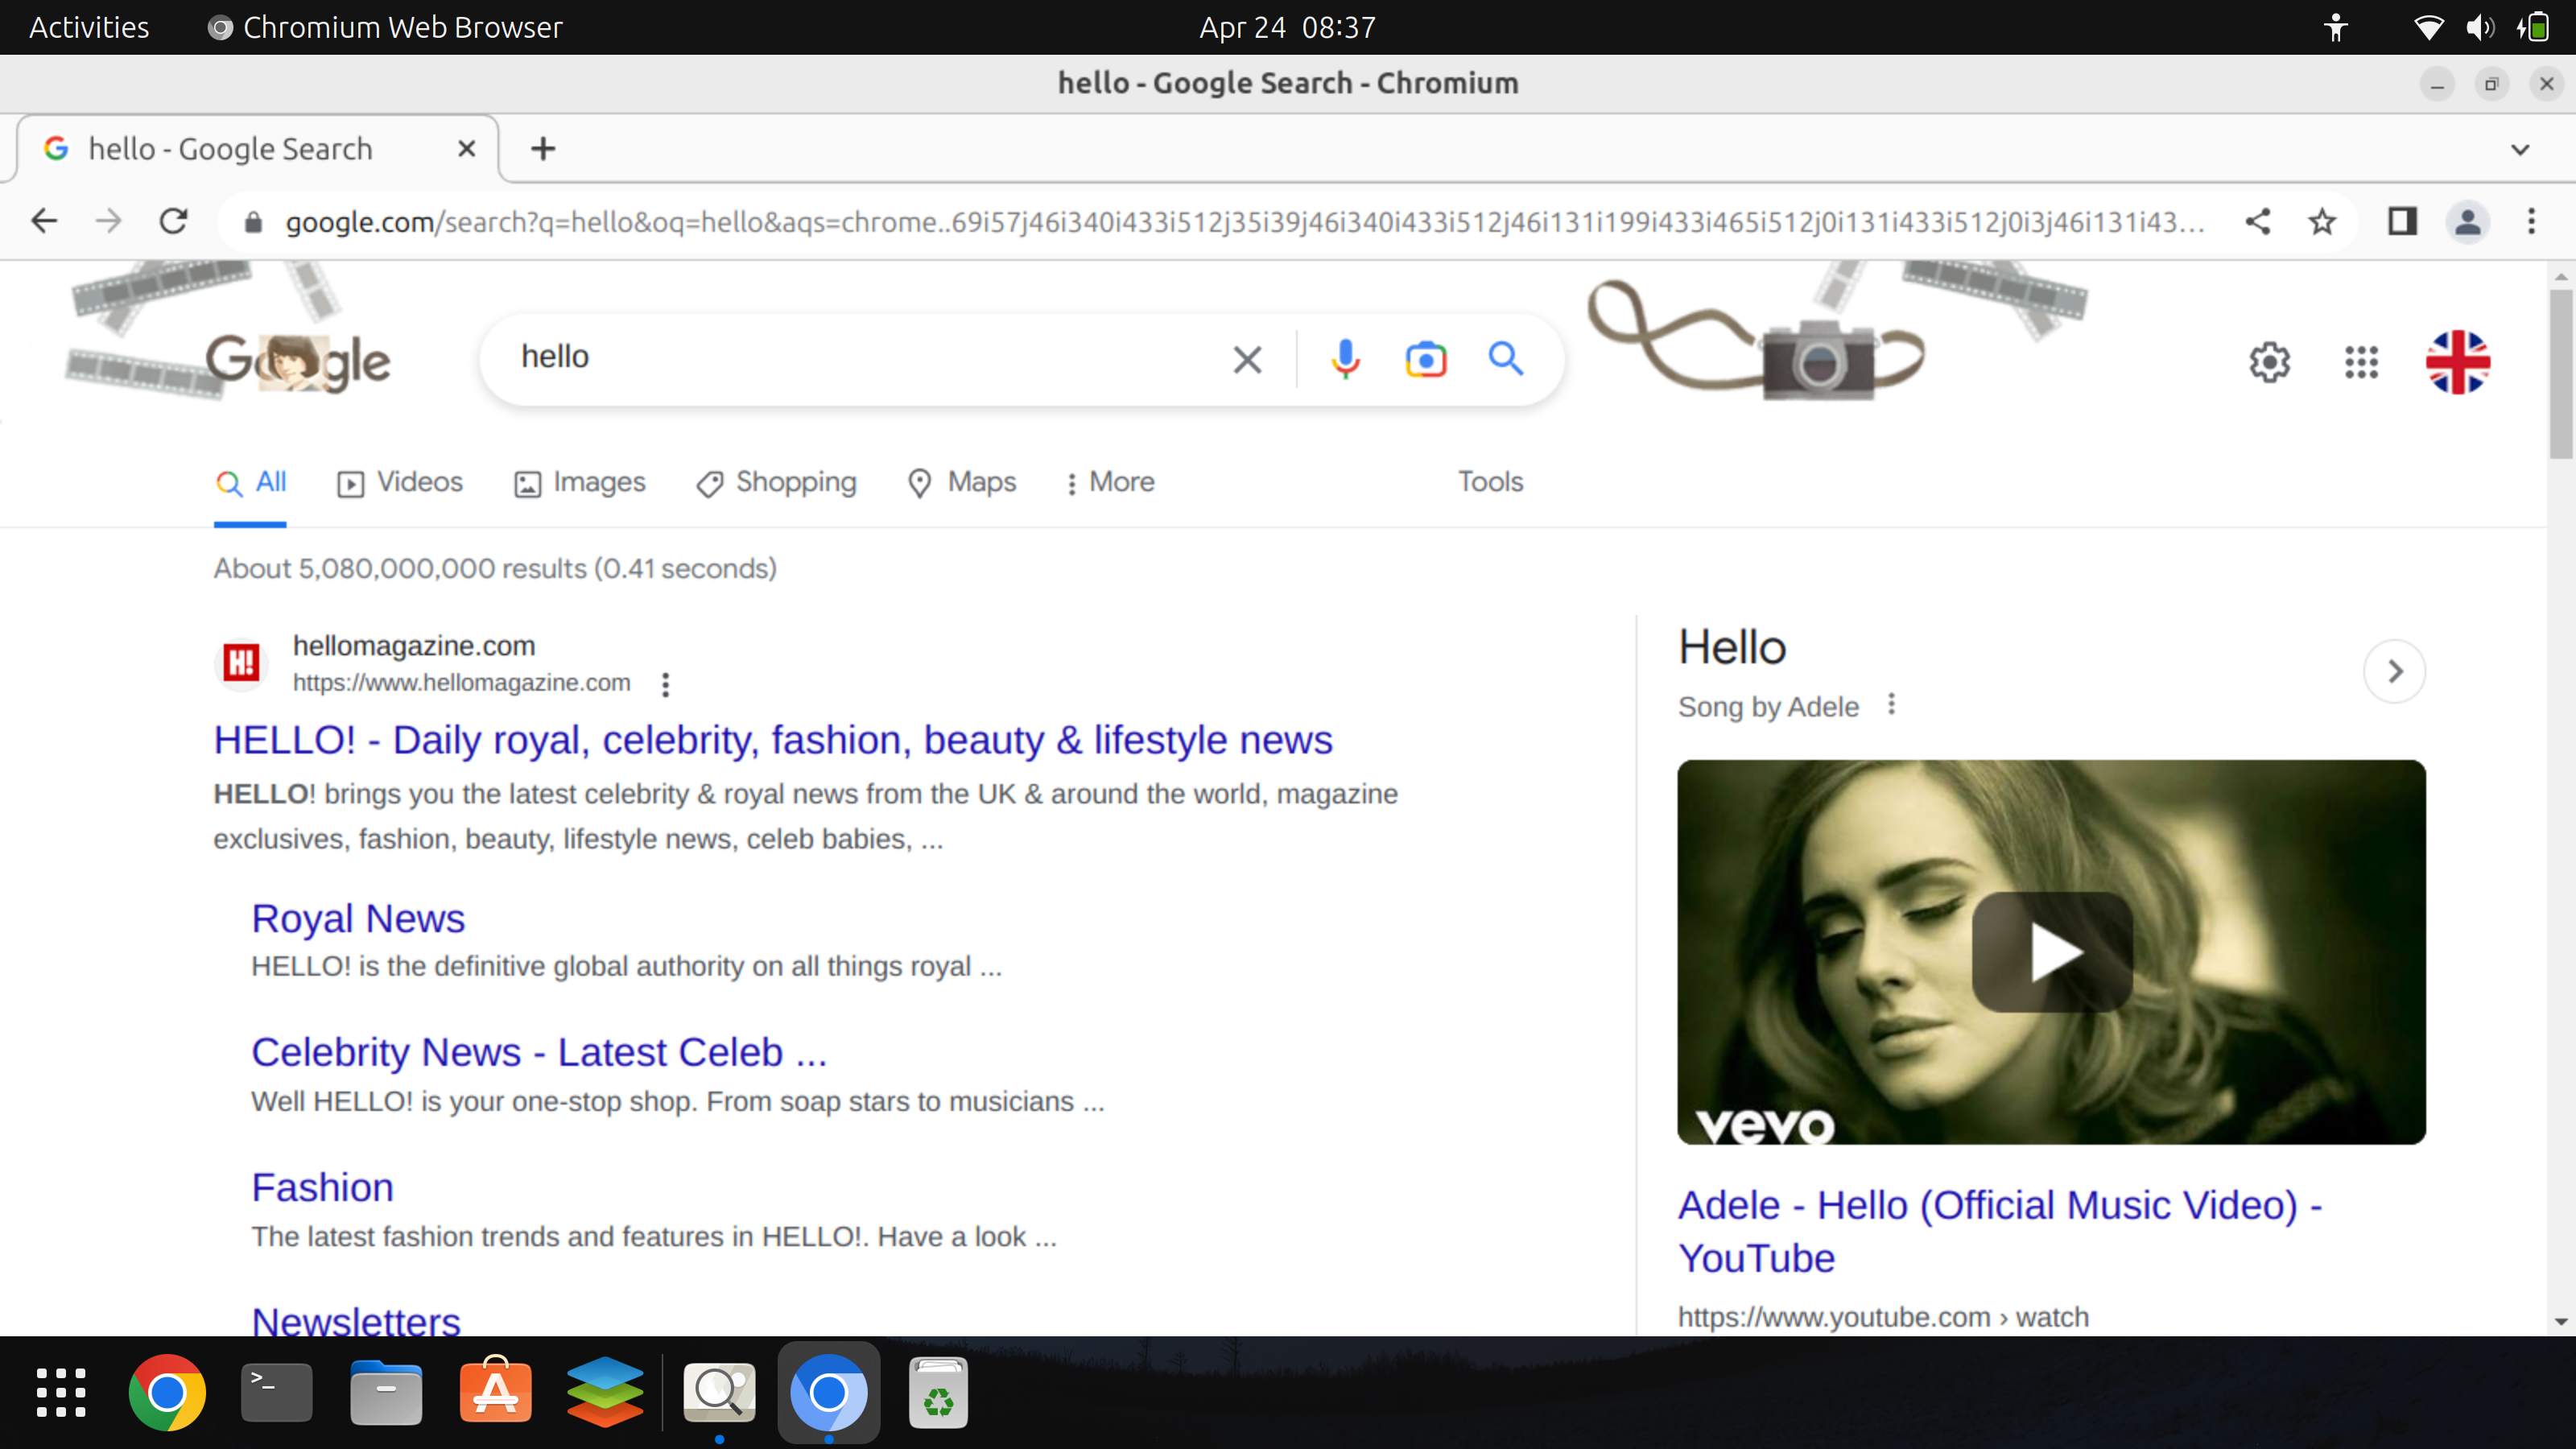 Activities
Chromium Web Browser
Apr 24 08:37
hello - Google Search - Chromium
hello - Google Search
google.com/search?q=hello&oq=hello&aqs=chrome..69i57j46i340i433i512j35i39j46i340i433i512j46i131i199i433i465i512j0i131i433i512j0i3j46i131i43...
Google
hello
All
Videos
Images
Shopping
Maps
More
Tools
About 5,080,000,000 results (0.41 seconds)
H!
hellomagazine.com
https://www.hellomagazine.com
HELLO! - Daily royal, celebrity, fashion, beauty & lifestyle news
HELLO! brings you the latest celebrity & royal news from the UK & around the world, magazine
exclusives, fashion, beauty, lifestyle news, celeb babies, ...
Royal News
HELLO! is the definitive global authority on all things royal ...
Celebrity News - Latest Celeb ...
Well HELLO! is your one-stop shop. From soap stars to musicians ...
Fashion
The latest fashion trends and features in HELLO!. Have a look ...
Newsletters
Hello
Song by Adele
vevo
Adele - Hello (Official Music Video) -
YouTube
https://www.youtube.com › watch